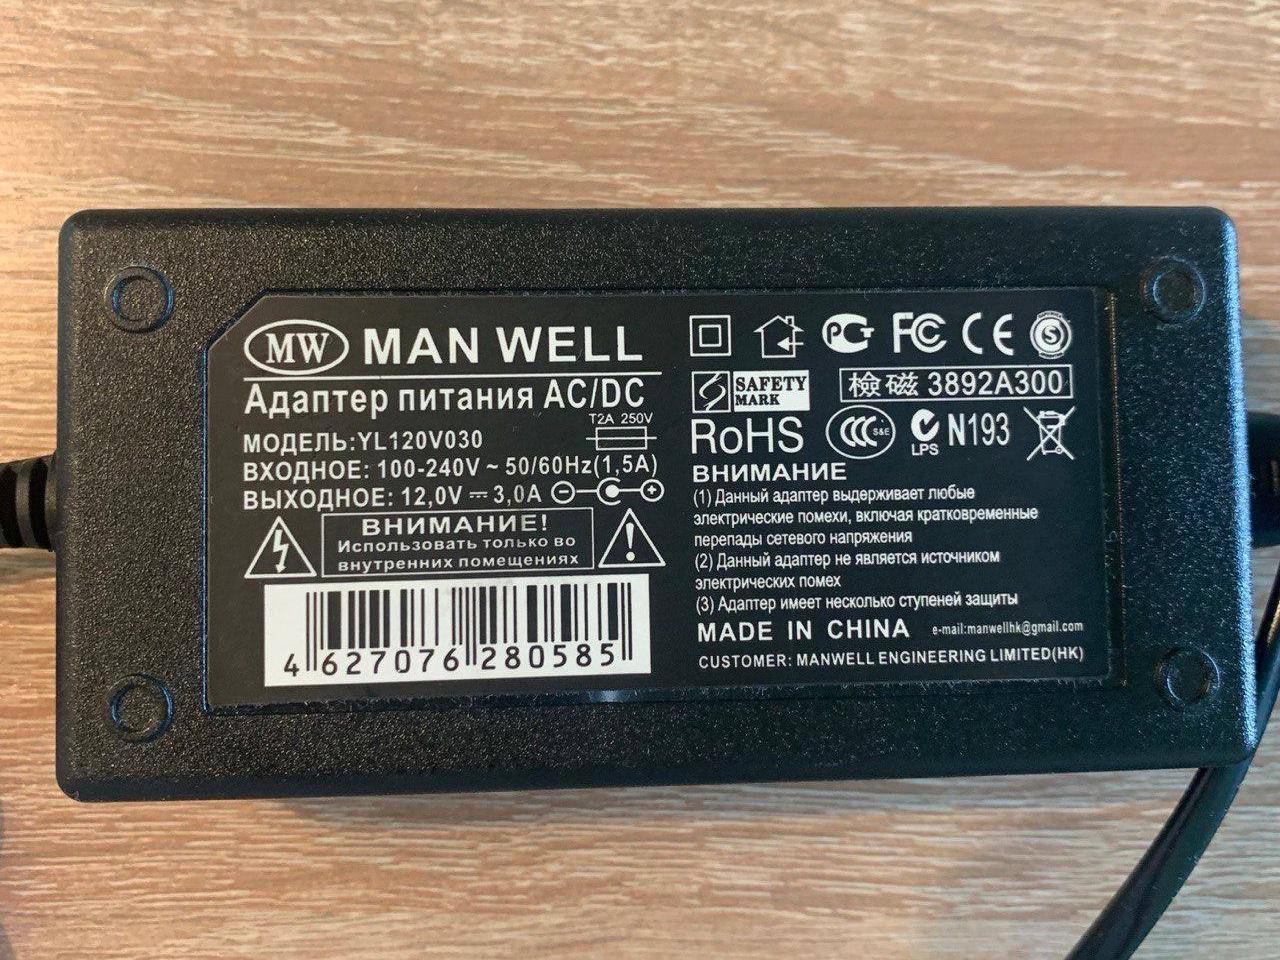 MW MAN WELL
Адаптер питания AC/DC
T2A 250V
МОДЕЛЬ:YL120V030
ВХОДНОЕ: 100-240V ~ 50/60Hz(1,5A)
ВЫХОДНОЕ: 12,0V ⎓ 3,0A
ВНИМАНИЕ!
Использовать только во
внутренних помещениях
4 627076 280585
PCT FC CE S
S SAFETY
MARK
檢磁 3892A300
RoHS CCC S&E LPS N193
ВНИМАНИЕ
(1) Данный адаптер выдерживает любые
электрические помехи, включая кратковременные
перепады сетевого напряжения
(2) Данный адаптер не является источником
электрических помех
(3) Адаптер имеет несколько ступеней защиты
MADE IN CHINA e-mail:manwellhk@gmail.com
CUSTOMER: MANWELL ENGINEERING LIMITED(HK)